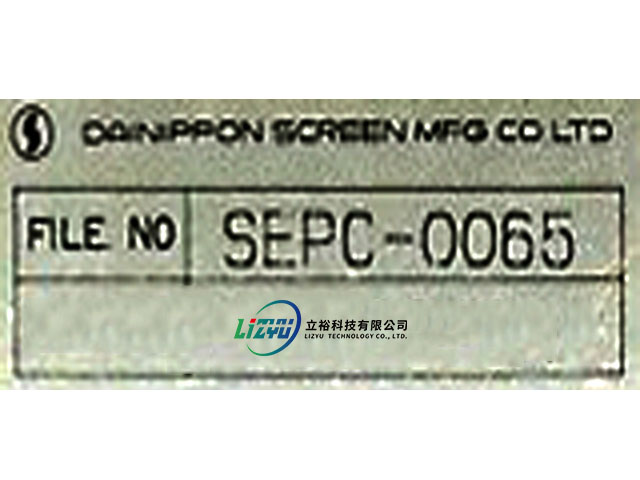 DAINIPPON SCREEN MFG CO LTD
FILE NO SEPC-0065
LiZYU 立裕科技有限公司
LIZYU TECHNOLOGY CO., LTD.